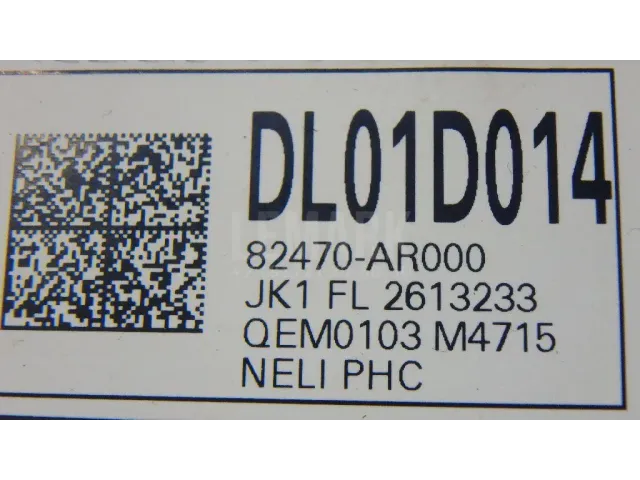 DL01D014
82470-AR000
JK1 FL 2613233
QEM0103 M4715
NELI PHC